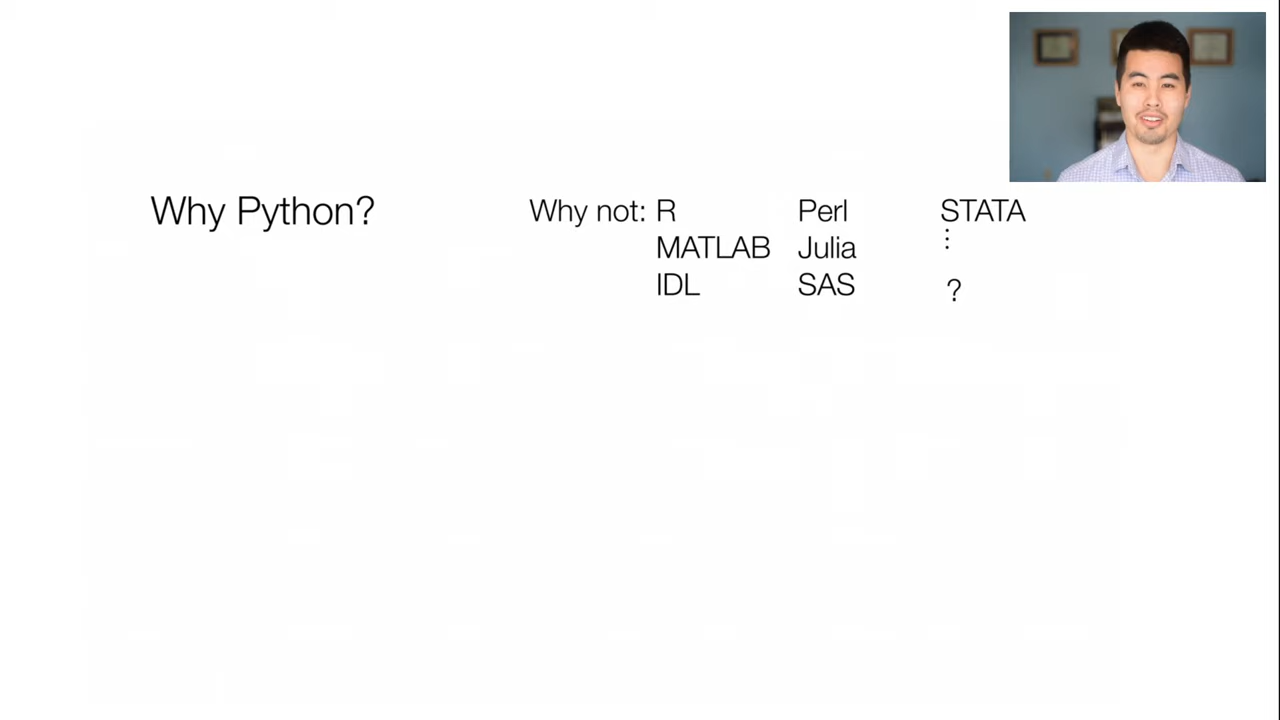 Why Python?
Why not: R Perl STATA
MATLAB Julia ⋮
IDL SAS ?